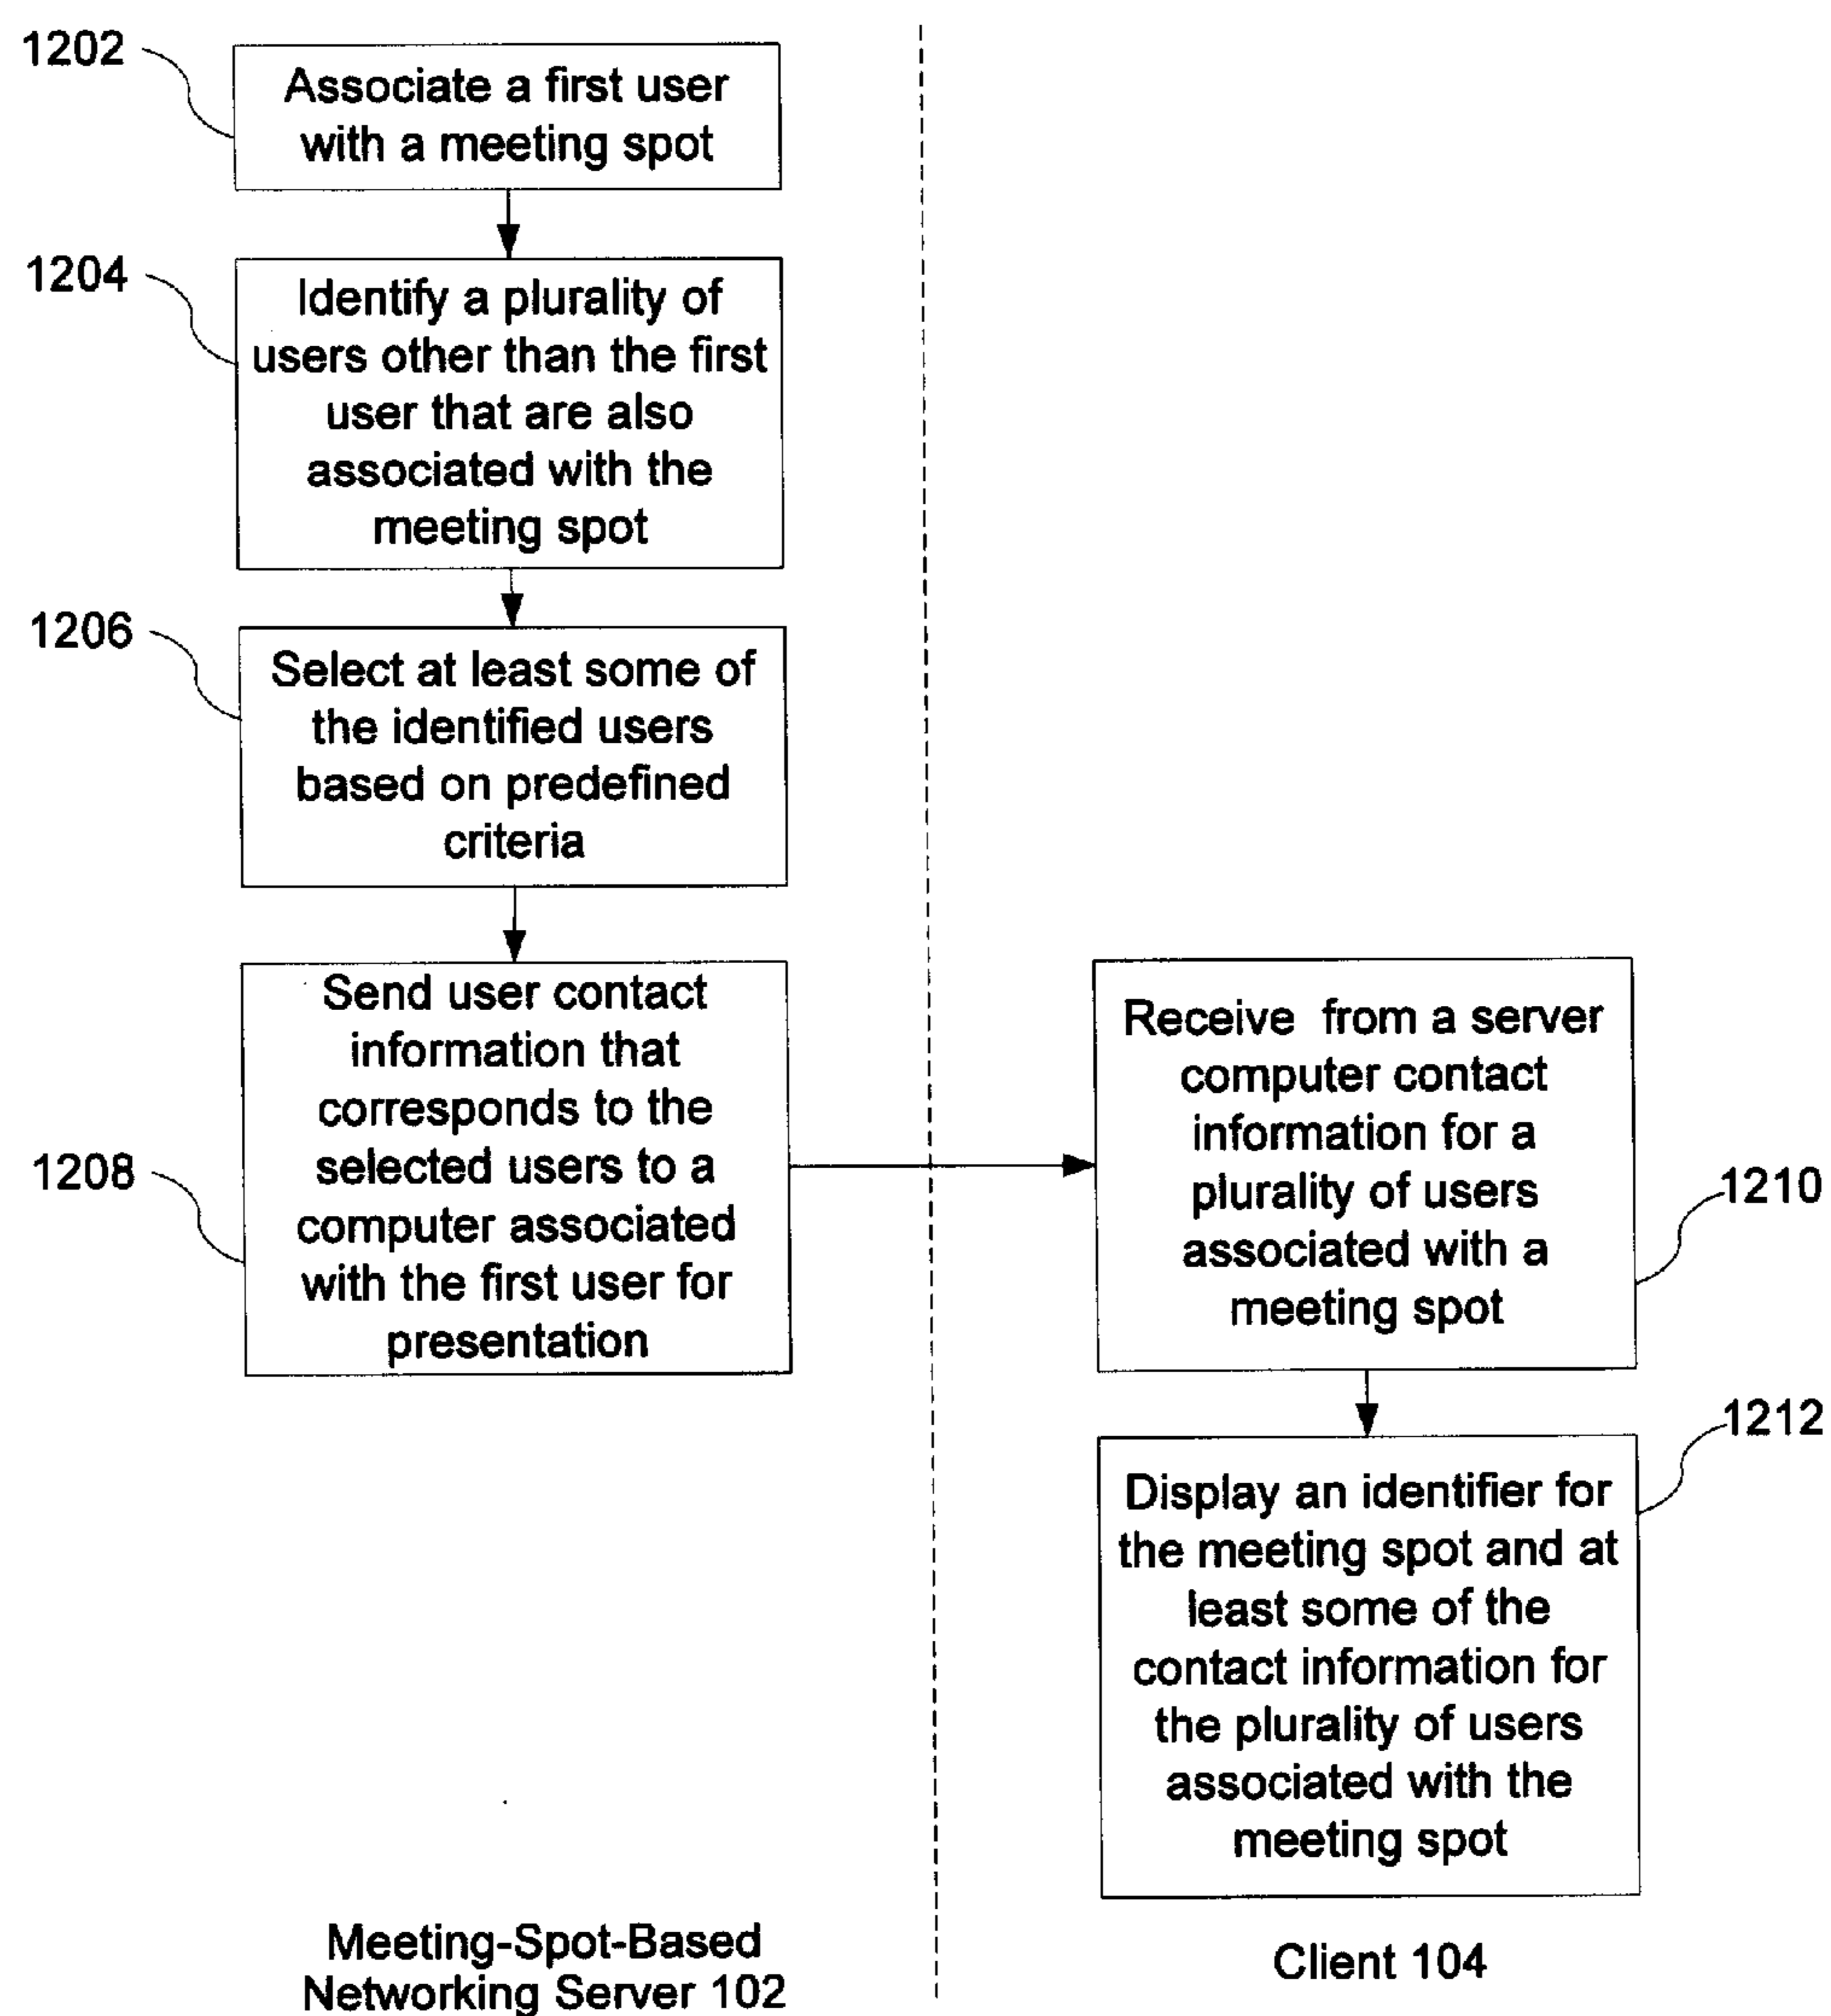 1202
Associate a first user
with a meeting spot
1204
Identify a plurality of
users other than the first
user that are also
associated with the
meeting spot
1206
Select at least some of
the identified users
based on predefined
criteria
1208
Send user contact
information that
corresponds to the
selected users to a
computer associated
with the first user for
presentation
Receive from a server
computer contact
information for a
plurality of users
associated with a
meeting spot
1210
Display an identifier for
the meeting spot and at
least some of the
contact information for
the plurality of users
associated with the
meeting spot
1212
Meeting-Spot-Based
Networking Server 102
Client 104